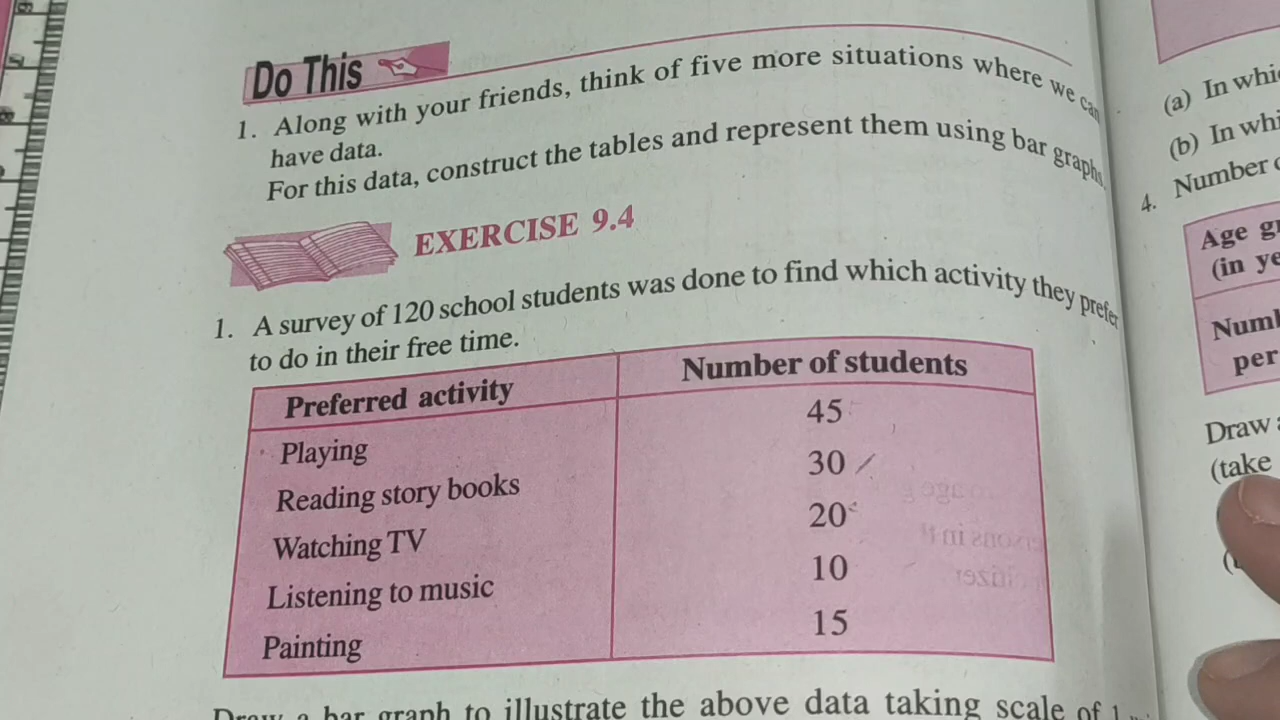 Do This
1. Along with your friends, think of five more situations where we can
have data.
For this data, construct the tables and represent them using bar graphs.
EXERCISE 9.4
1. A survey of 120 school students was done to find which activity they prefer
to do in their free time.
Preferred activity Number of students
Playing 45
Reading story books 30
Watching TV 20
Listening to music 10
Painting 15
Draw a bar graph to illustrate the above data taking scale of 1
(a) In whi
(b) In whi
4. Number
Age
(in
per
Draw
(take